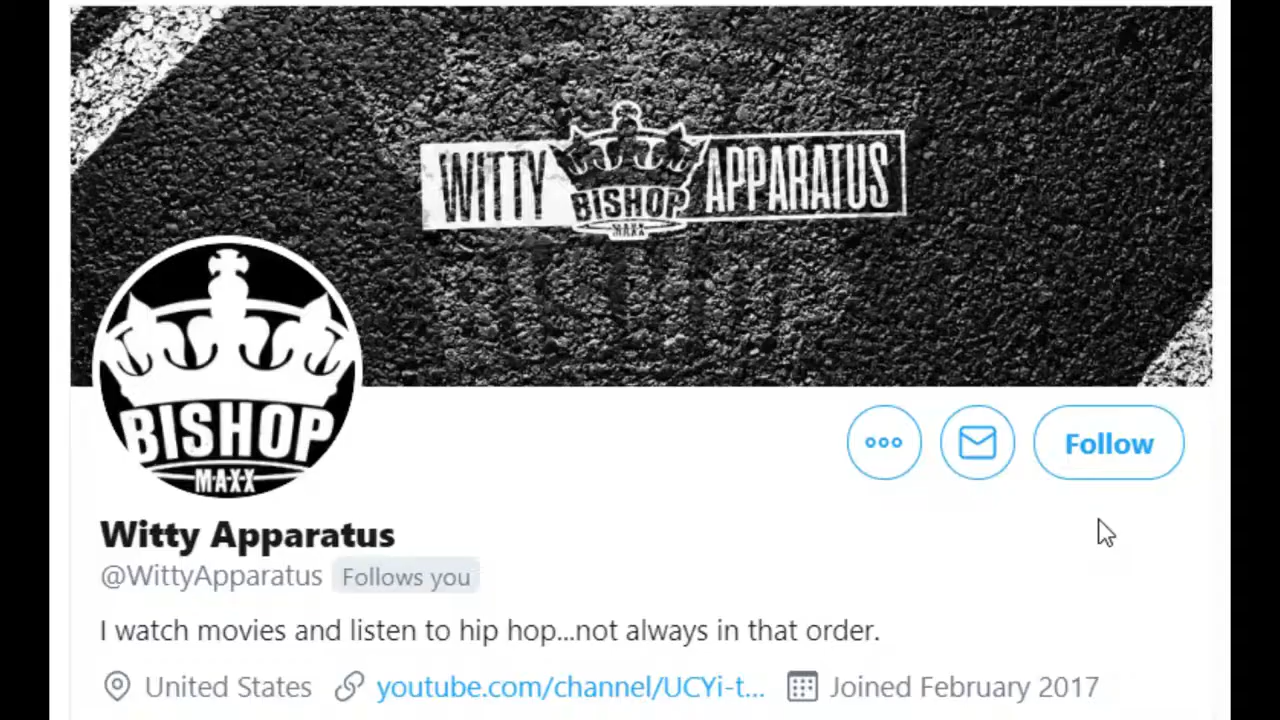 WITTY BISHOP APPARATUS
MAXX
BISHOP
MAXX
Follow
Witty Apparatus
@WittyApparatus Follows you
I watch movies and listen to hip hop...not always in that order.
United States youtube.com/channel/UCYi-t... Joined February 2017